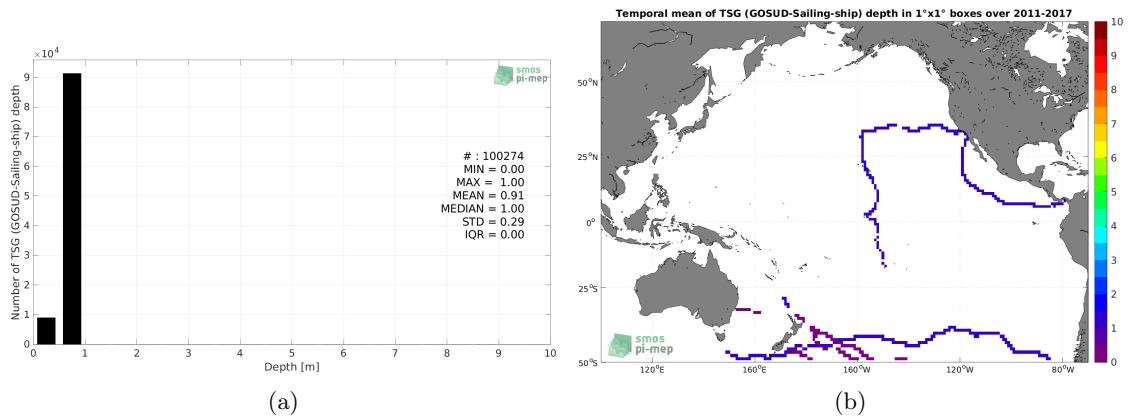 ×10⁴
9
8
7
6
5
4
3
2
1
0
Number of TSG (GOSUD-Sailing-ship) depth
smos
pi-mep
# : 100274
MIN = 0.00
MAX = 1.00
MEAN = 0.91
MEDIAN = 1.00
STD = 0.29
IQR = 0.00
0 1 2 3 4 5 6 7 8 9 10
Depth [m]
(a)
Temporal mean of TSG (GOSUD-Sailing-ship) depth in 1°x1° boxes over 2011-2017
50°N
25°N
0°
25°S
50°S
smos
pi-mep
120°E 160°E 160°W 120°W 80°W
10
9
8
7
6
5
4
3
2
1
0
(b)